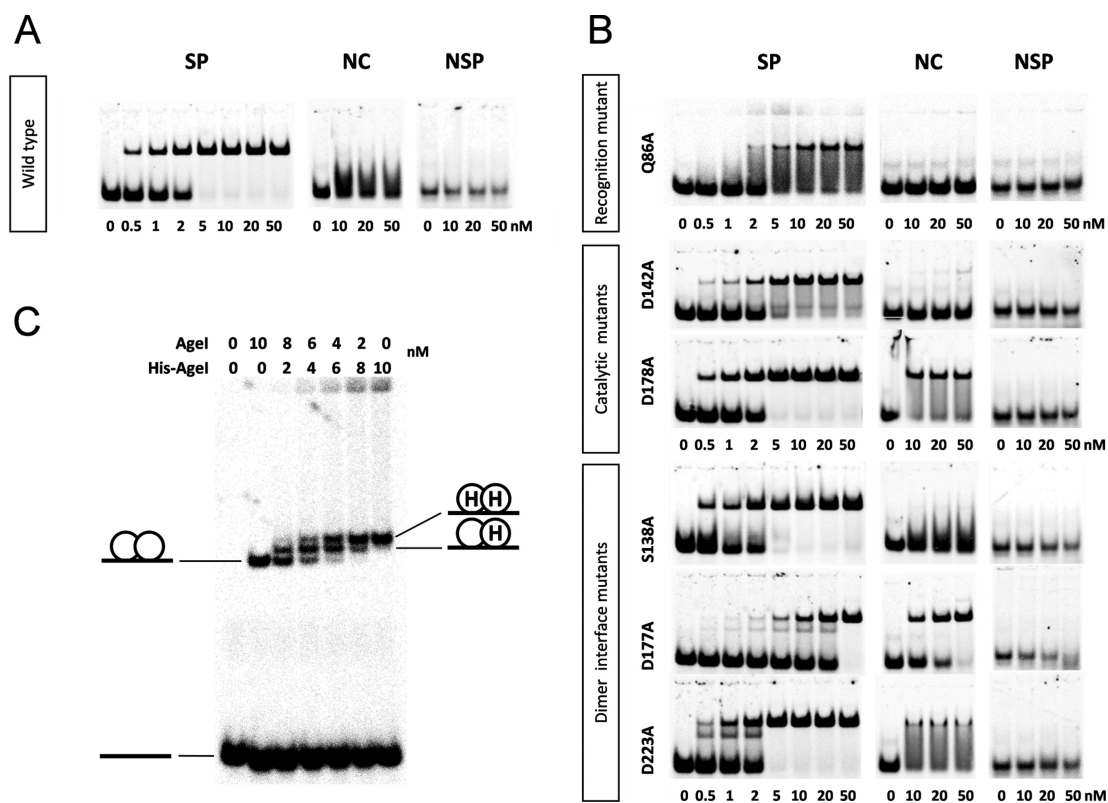 A
SP NC NSP
Wild type
0 0.5 1 2 5 10 20 50 0 10 20 50 0 10 20 50 nM
B
SP NC NSP
Recognition mutant
Q86A
0 0.5 1 2 5 10 20 50 0 10 20 50 0 10 20 50 nM
Catalytic mutants
D142A
D178A
0 0.5 1 2 5 10 20 50 0 10 20 50 0 10 20 50 nM
Dimer interface mutants
S138A
D177A
D223A
0 0.5 1 2 5 10 20 50 0 10 20 50 0 10 20 50 nM
C
AgeI 0 10 8 6 4 2 0
nM
His-AgeI 0 0 2 4 6 8 10
H H
H